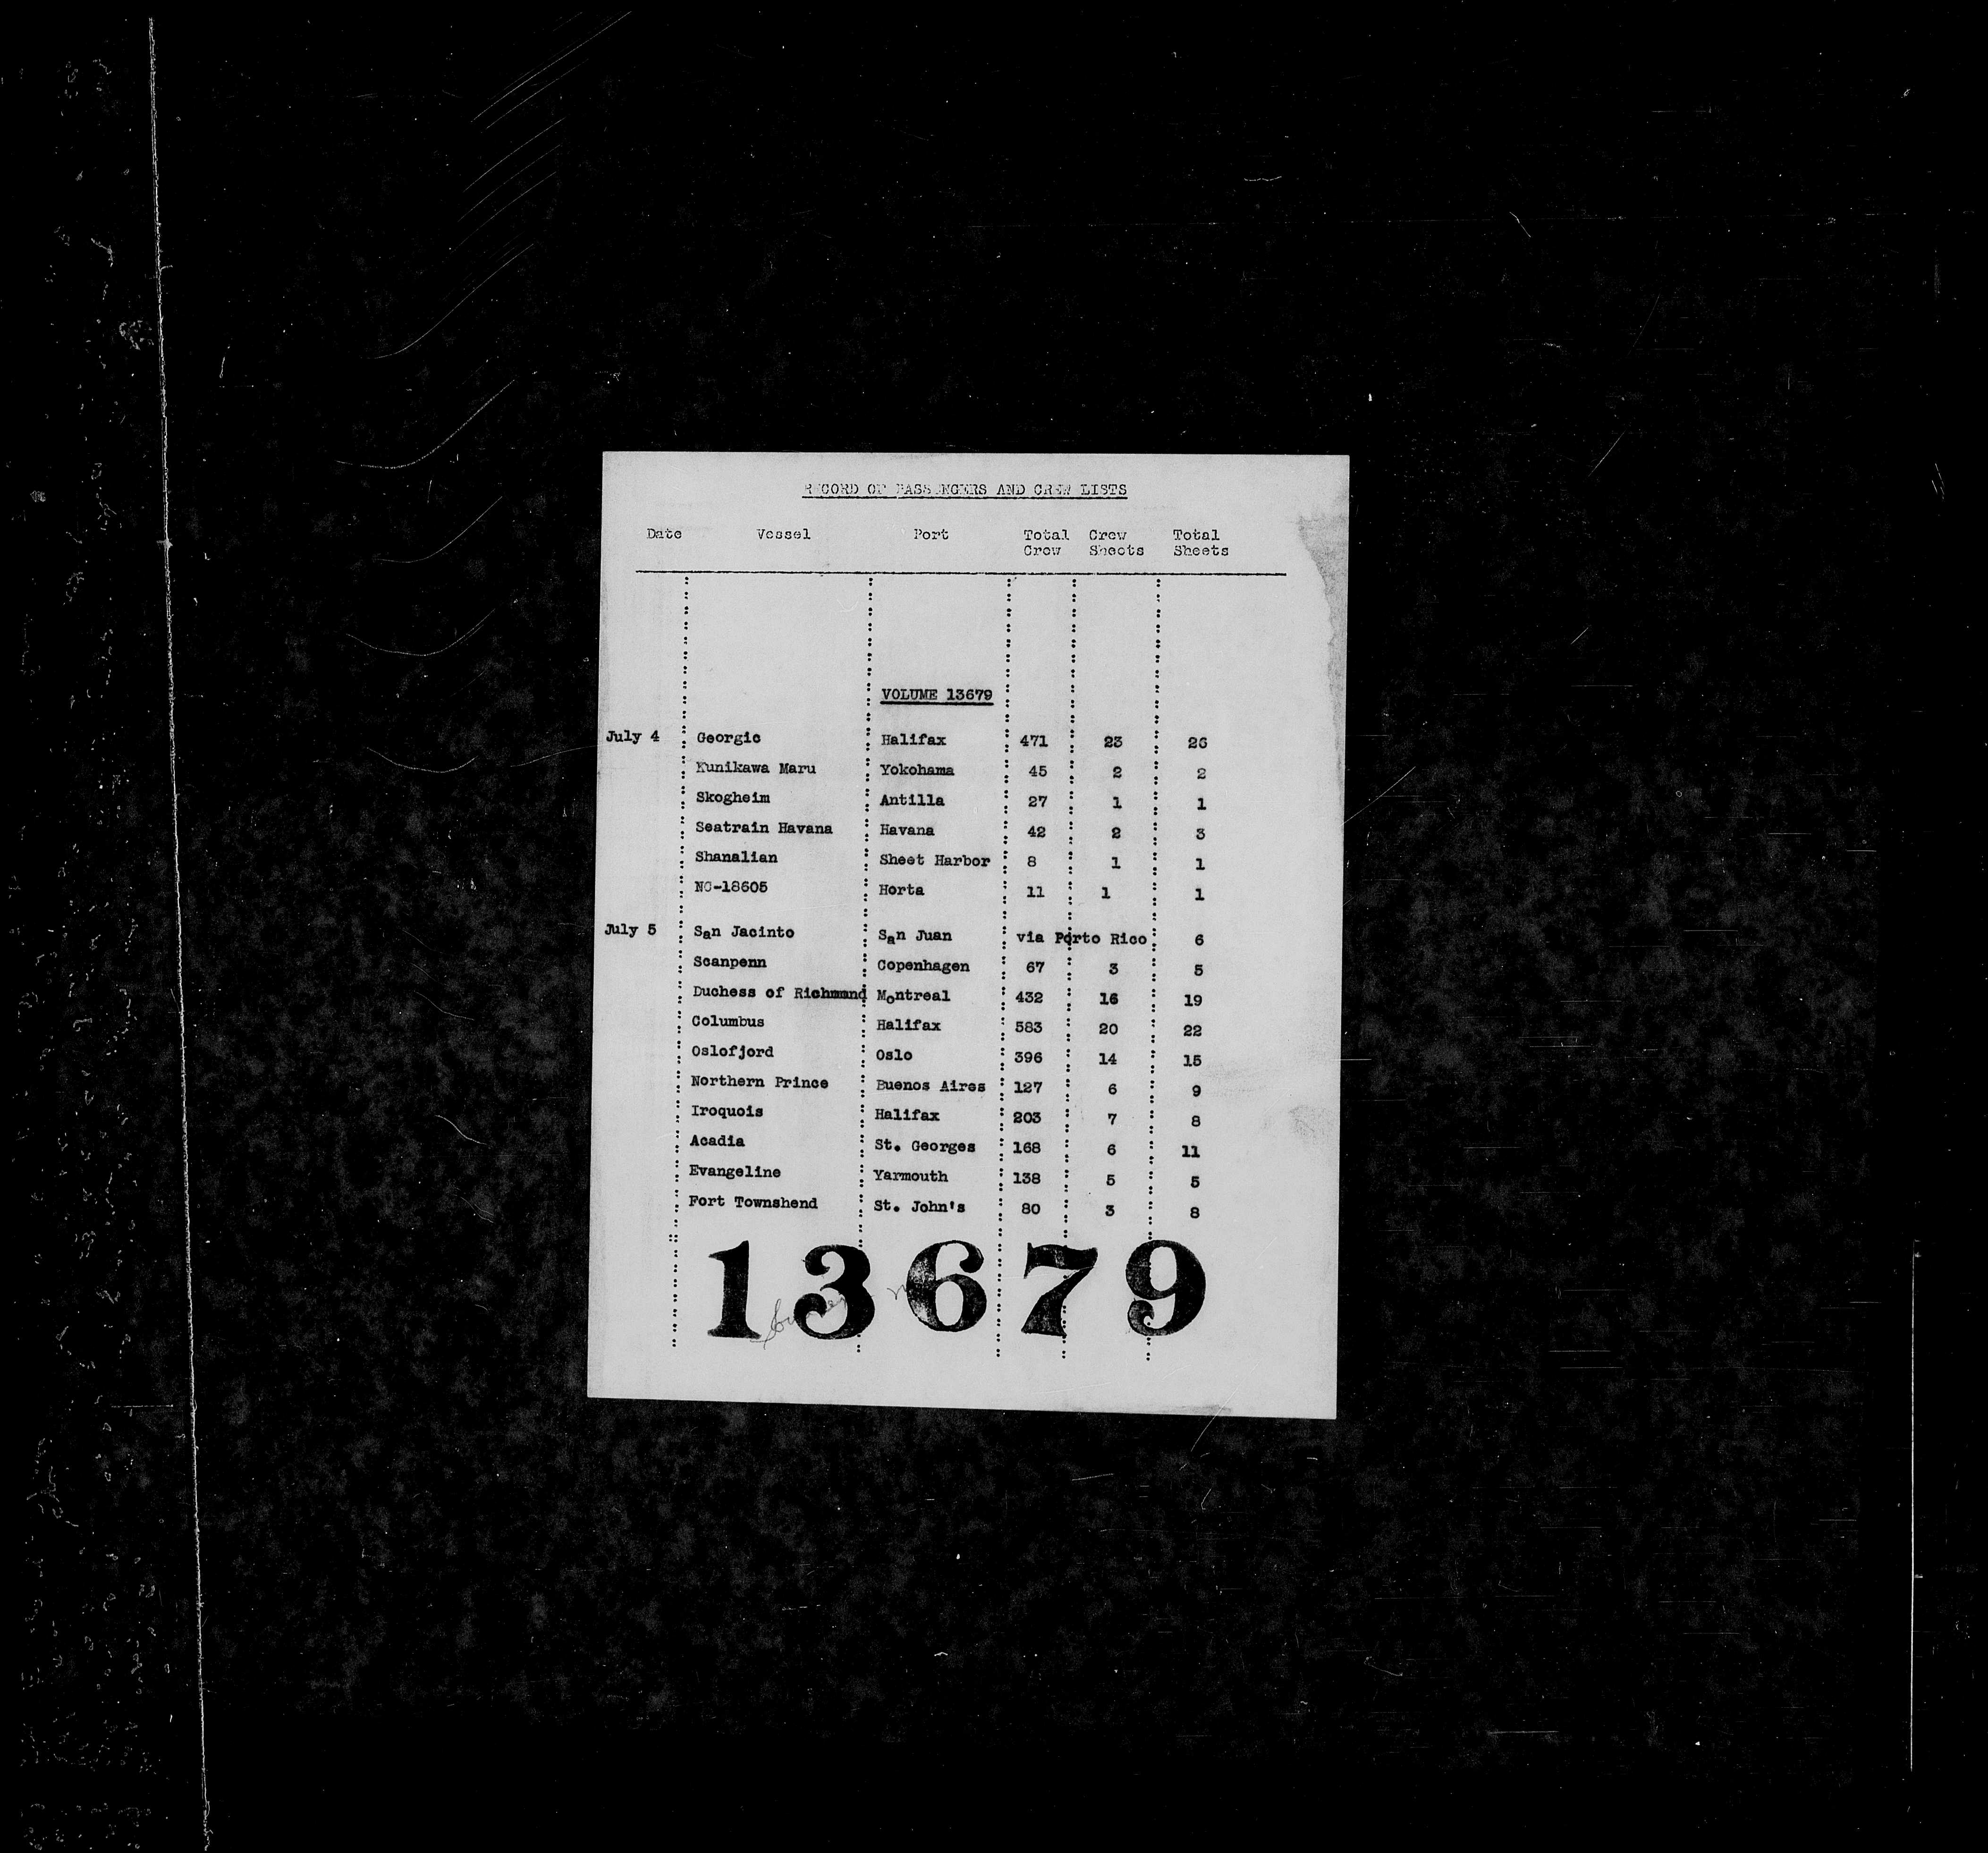 RECORD OF PASSENGERS AND CREW LISTS
Date Vessel Port Total Crew Crew Sheets Total Sheets
VOLUME 13679
July 4 Georgic Halifax 471 23 26
Kunikawa Maru Yokohama 45 2 2
Skogheim Antilla 27 1 1
Seatrain Havana Havana 42 2 3
Shanalian Sheet Harbor 8 1 1
NC-18605 Horta 11 1 1
July 5 San Jacinto San Juan via Porto Rico 6
Scanpenn Copenhagen 67 3 5
Duchess of Richmmnd Montreal 432 16 19
Columbus Halifax 583 20 22
Oslofjord Oslo 396 14 15
Northern Prince Buenos Aires 127 6 9
Iroquois Halifax 203 7 8
Acadia St. Georges 168 6 11
Evangeline Yarmouth 138 5 5
Fort Townshend St. John's 80 3 8
13679